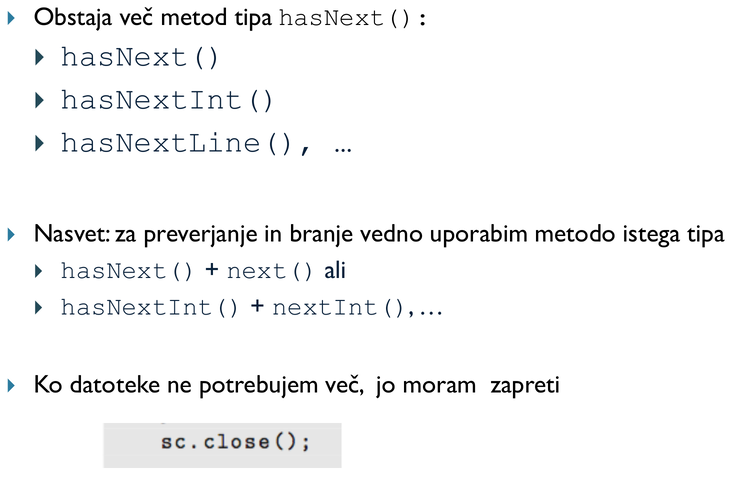 Obstaja več metod tipa hasNext():
hasNext()
hasNextInt()
hasNextLine(), …
Nasvet: za preverjanje in branje vedno uporabim metodo istega tipa
hasNext() + next() ali
hasNextInt() + nextInt(),…
Ko datoteke ne potrebujem več, jo moram zapreti
sc.close();